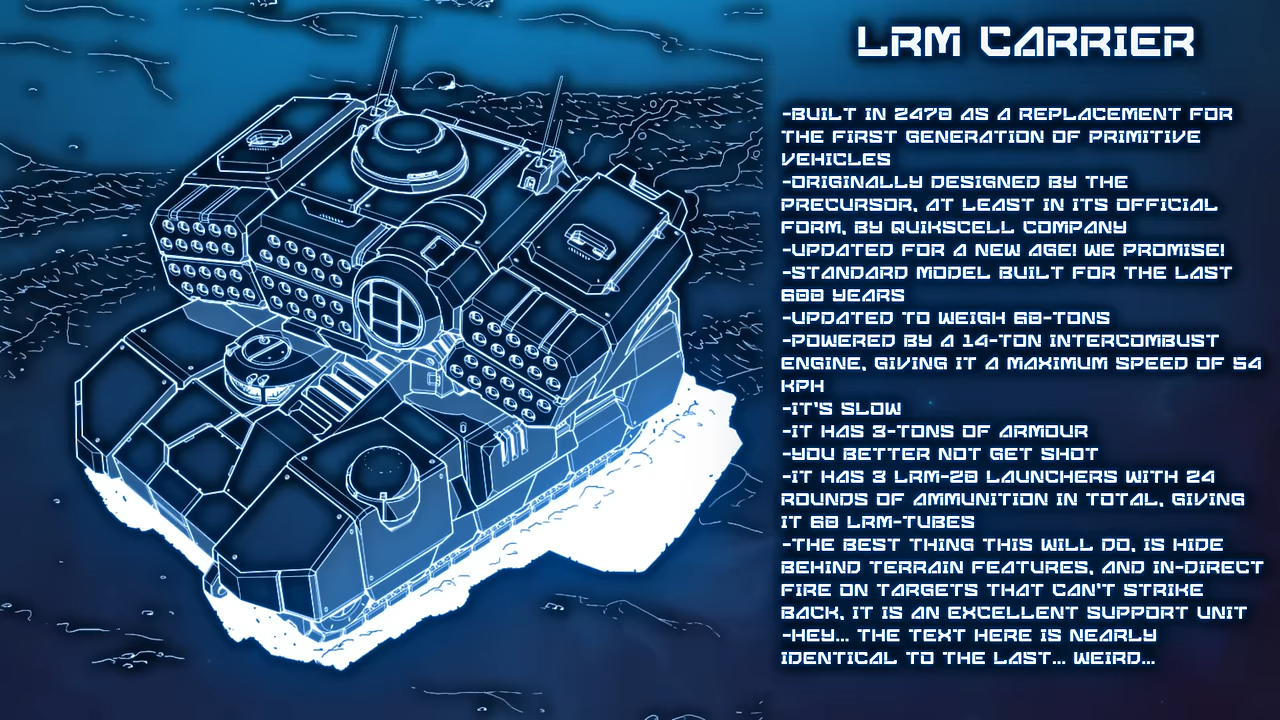 LRM CARRIER
-BUILT IN 2470 AS A REPLACEMENT FOR
THE FIRST GENERATION OF PRIMITIVE
VEHICLES
-ORIGINALLY DESIGNED BY THE
PRECURSOR, AT LEAST IN ITS OFFICIAL
FORM, BY QUIKSCELL COMPANY
-UPDATED FOR A NEW AGE! WE PROMISE!
-STANDARD MODEL BUILT FOR THE LAST
600 YEARS
-UPDATED TO WEIGH 60-TONS
-POWERED BY A 14-TON INTERCOMBUST
ENGINE, GIVING IT A MAXIMUM SPEED OF 54
KPH
-IT'S SLOW
-IT HAS 3-TONS OF ARMOUR
-YOU BETTER NOT GET SHOT
-IT HAS 3 LRM-20 LAUNCHERS WITH 24
ROUNDS OF AMMUNITION IN TOTAL, GIVING
IT 60 LRM-TUBES
-THE BEST THING THIS WILL DO, IS HIDE
BEHIND TERRAIN FEATURES, AND IN-DIRECT
FIRE ON TARGETS THAT CAN'T STRIKE
BACK, IT IS AN EXCELLENT SUPPORT UNIT
-HEY... THE TEXT HERE IS NEARLY
IDENTICAL TO THE LAST... WEIRD...